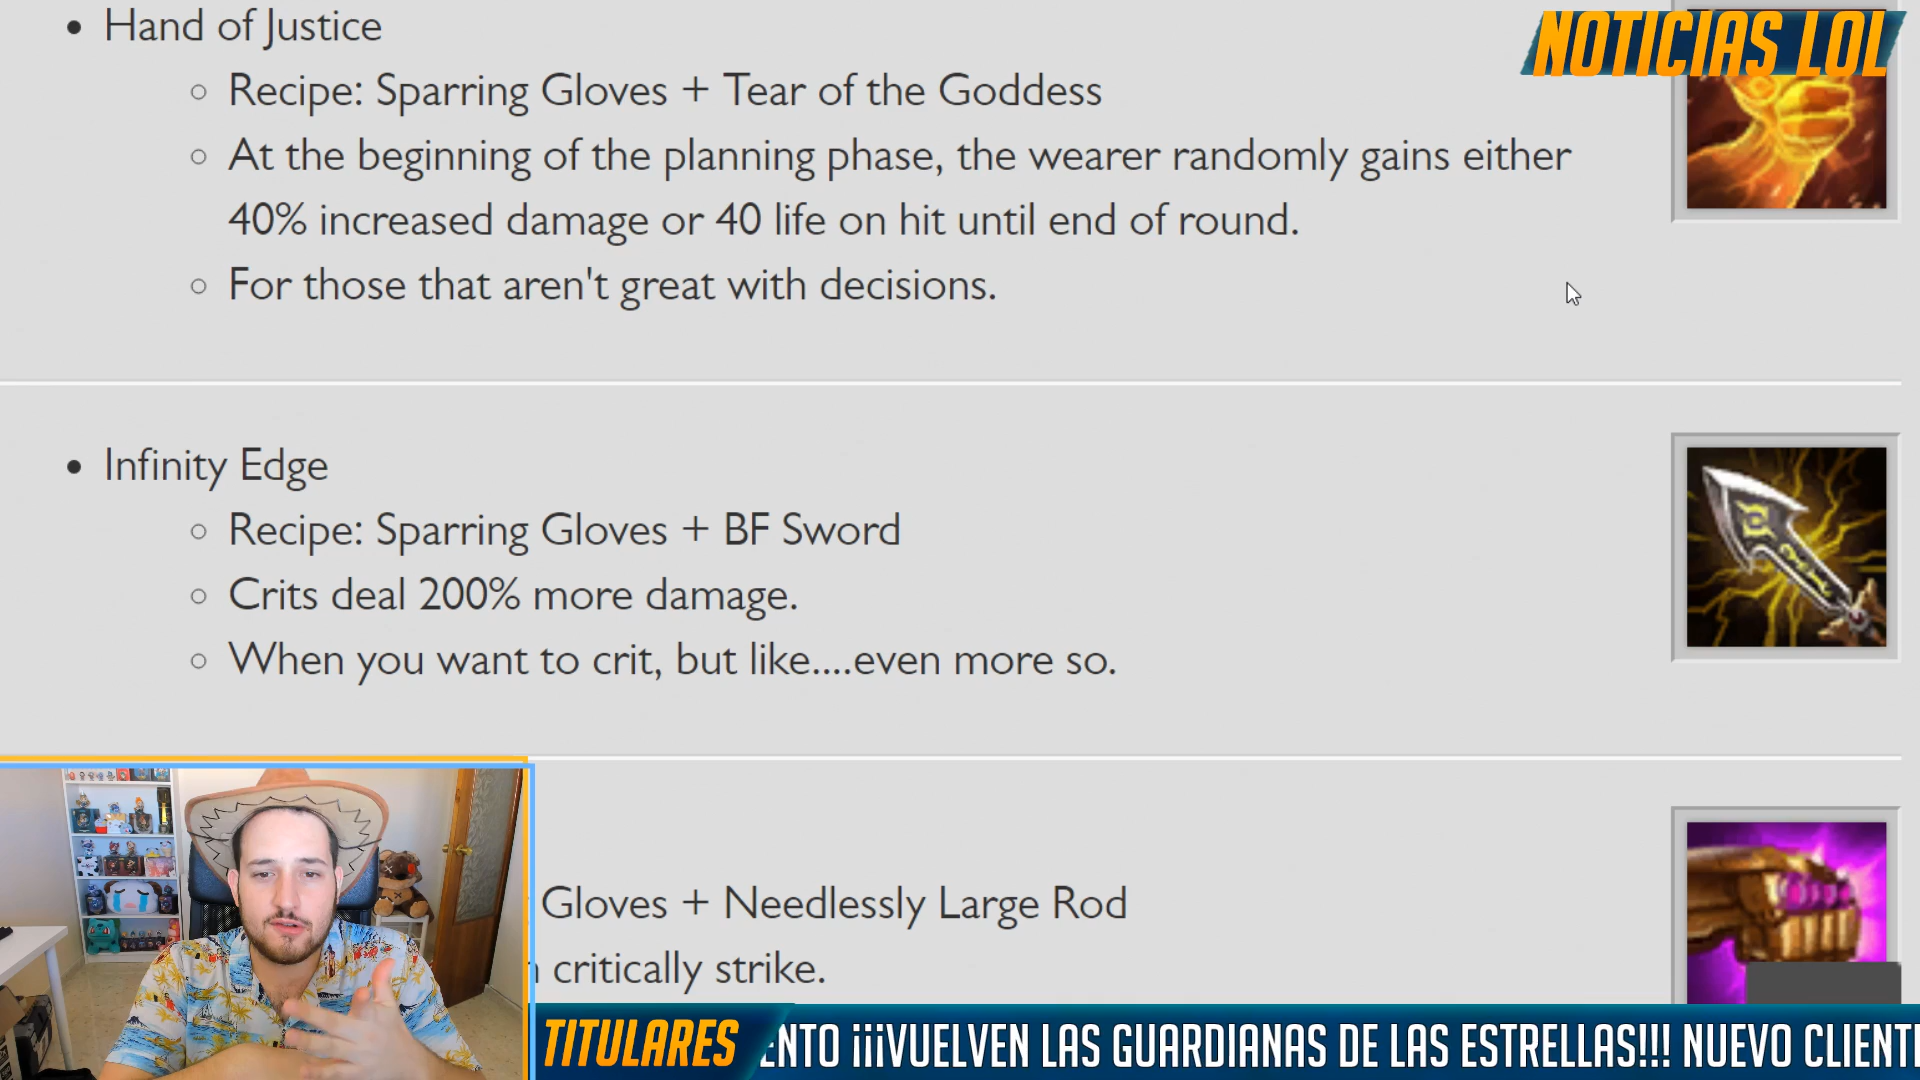 NOTICIAS LOL
Hand of Justice
Recipe: Sparring Gloves + Tear of the Goddess
At the beginning of the planning phase, the wearer randomly gains either
40% increased damage or 40 life on hit until end of round.
For those that aren't great with decisions.
Infinity Edge
Recipe: Sparring Gloves + BF Sword
Crits deal 200% more damage.
When you want to crit, but like....even more so.
Gloves + Needlessly Large Rod
critically strike.
TITULARES
ENTO ¡¡¡VUELVEN LAS GUARDIANAS DE LAS ESTRELLAS!!! NUEVO CLIENT